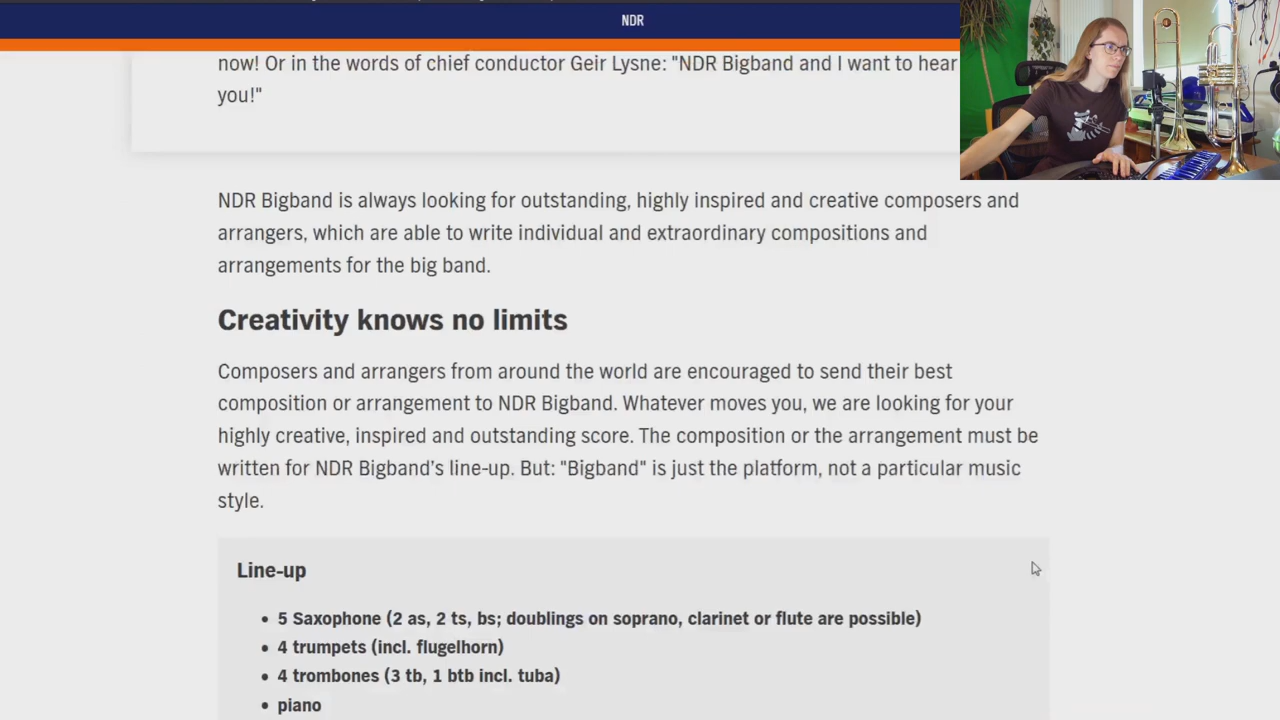 NDR
now! Or in the words of chief conductor Geir Lysne: "NDR Bigband and I want to hear
you!"
NDR Bigband is always looking for outstanding, highly inspired and creative composers and
arrangers, which are able to write individual and extraordinary compositions and
arrangements for the big band.
Creativity knows no limits
Composers and arrangers from around the world are encouraged to send their best
composition or arrangement to NDR Bigband. Whatever moves you, we are looking for your
highly creative, inspired and outstanding score. The composition or the arrangement must be
written for NDR Bigband's line-up. But: "Bigband" is just the platform, not a particular music
style.
Line-up
• 5 Saxophone (2 as, 2 ts, bs; doublings on soprano, clarinet or flute are possible)
• 4 trumpets (incl. flugelhorn)
• 4 trombones (3 tb, 1 btb incl. tuba)
• piano